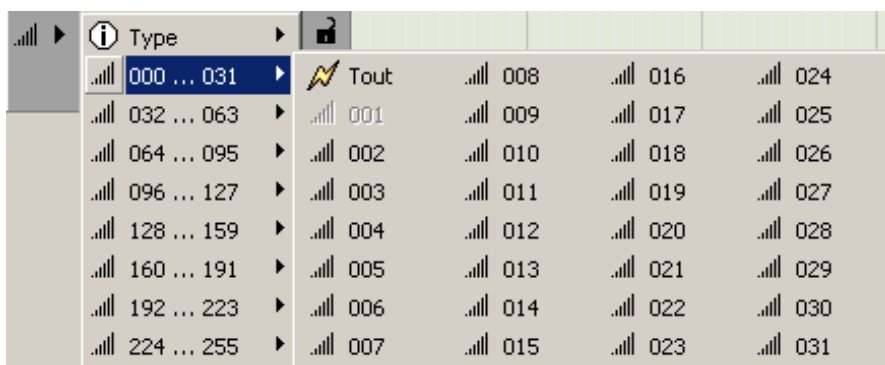 Type
000 ... 031 Tout 008 016 024
032 ... 063 001 009 017 025
064 ... 095 002 010 018 026
096 ... 127 003 011 019 027
128 ... 159 004 012 020 028
160 ... 191 005 013 021 029
192 ... 223 006 014 022 030
224 ... 255 007 015 023 031